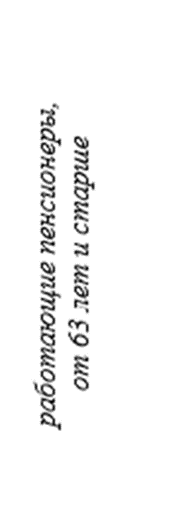 работающие пенсионеры,
от 63 лет и старше